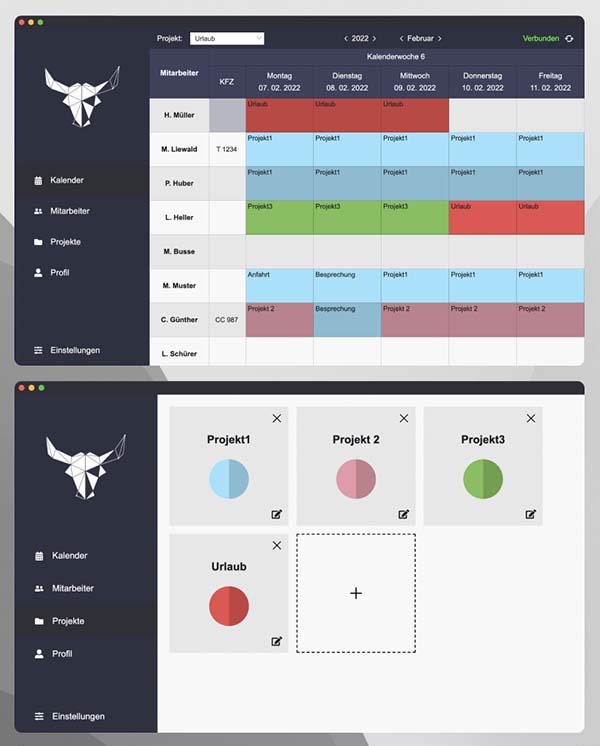 Projekt: Urlaub < 2022 > < Februar > Verbunden
Kalenderwoche 6
Mitarbeiter KFZ Montag Dienstag Mittwoch Donnerstag Freitag
07. 02. 2022 08. 02. 2022 09. 02. 2022 10. 02. 2022 11. 02. 2022
H. Müller Urlaub Urlaub Urlaub
M. Liewald T 1234 Projekt1 Projekt1 Projekt1 Projekt1 Projekt1
P. Huber Projekt1 Projekt1 Projekt1 Projekt1 Projekt1
L. Heller Projekt3 Projekt3 Projekt3 Urlaub Urlaub
M. Busse
M. Muster Anfahrt Besprechung Projekt1 Projekt1 Projekt1
C. Günther CC 987 Projekt 2 Besprechung Projekt 2 Projekt 2 Projekt 2
L. Schürer
Kalender
Mitarbeiter
Projekte
Profil
Einstellungen
Kalender
Mitarbeiter
Projekte
Profil
Einstellungen
Projekt1 Projekt 2 Projekt3
Urlaub